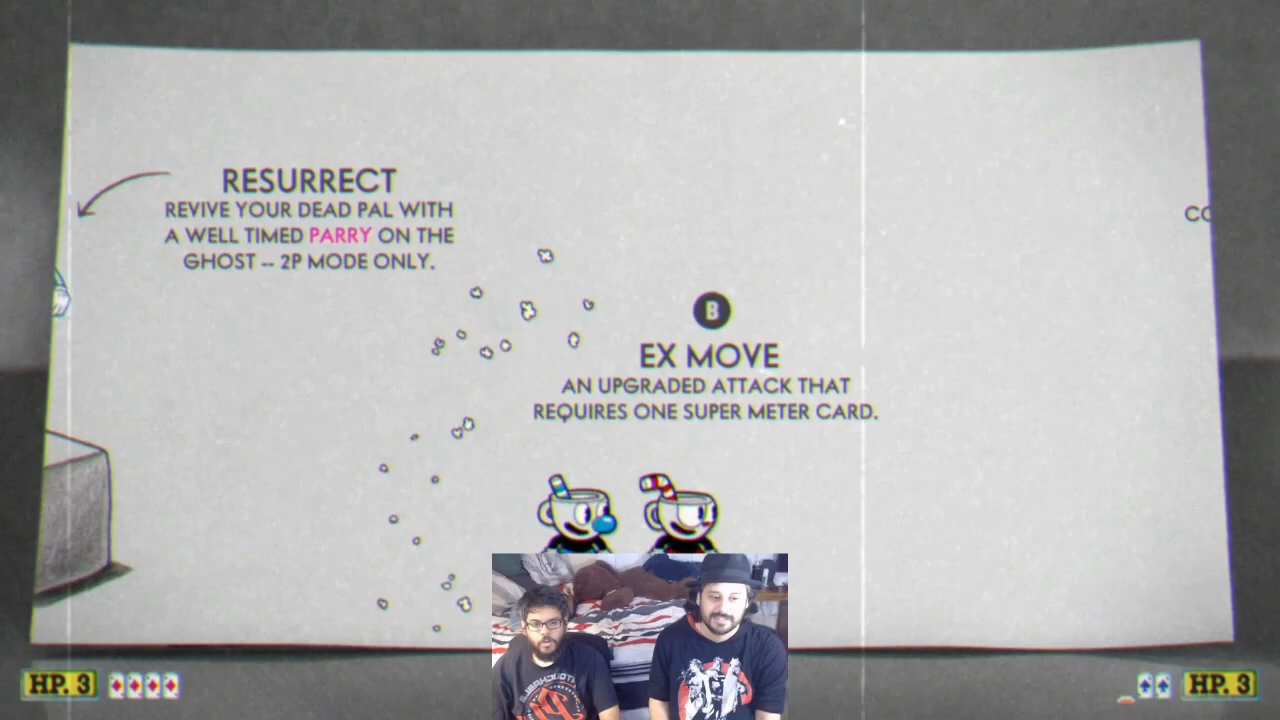 RESURRECT
REVIVE YOUR DEAD PAL WITH
A WELL TIMED PARRY ON THE
GHOST -- 2P MODE ONLY.
CO
B
EX MOVE
AN UPGRADED ATTACK THAT
REQUIRES ONE SUPER METER CARD.
HP. 3
HP. 3